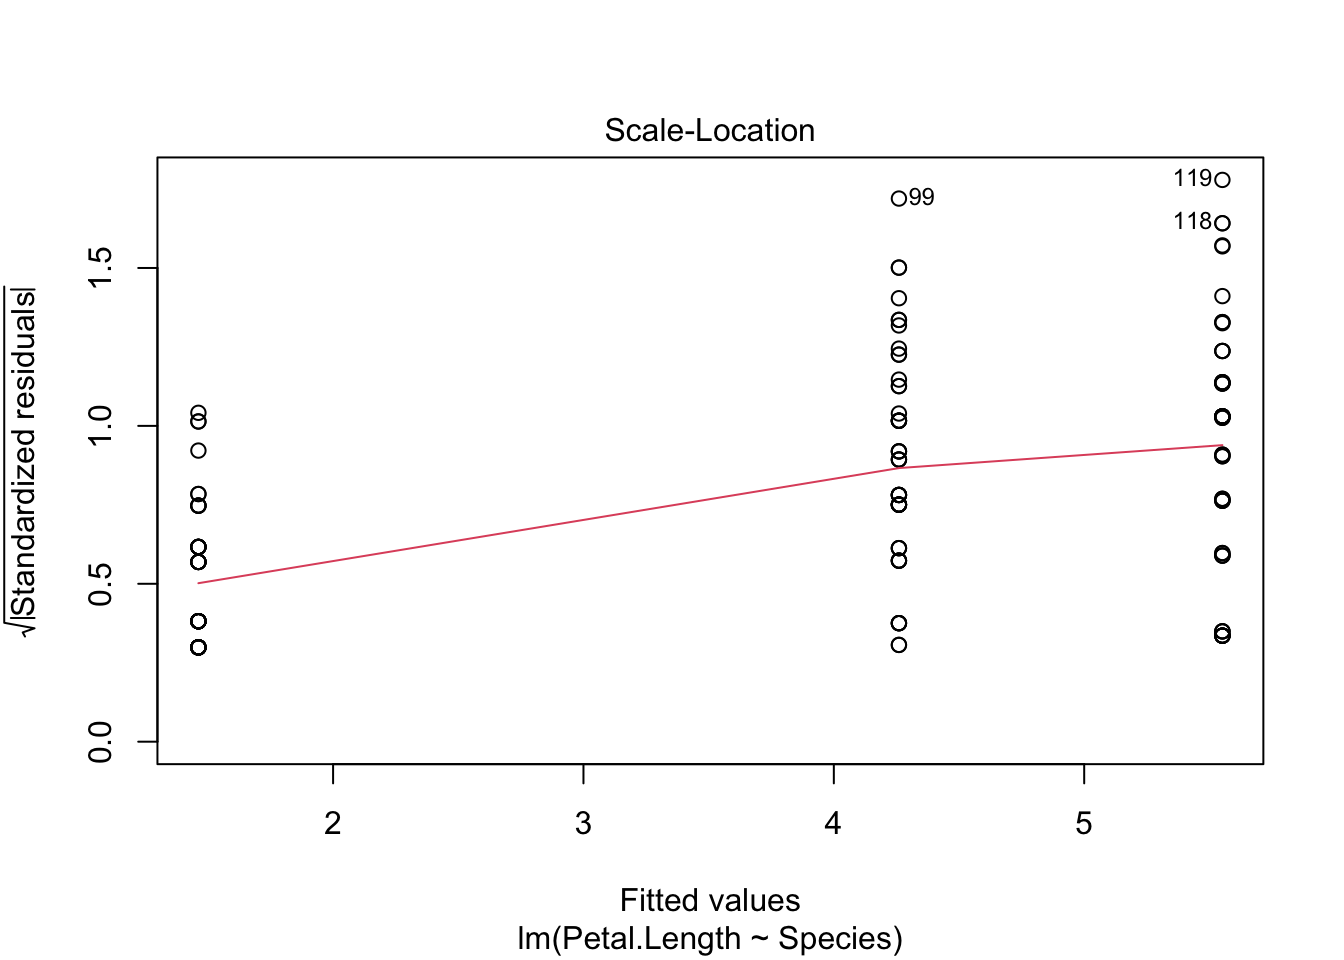 Scale-Location
√|Standardized residuals|
0.0 0.5 1.0 1.5
99
119
118
2 3 4 5
Fitted values
lm(Petal.Length ~ Species)